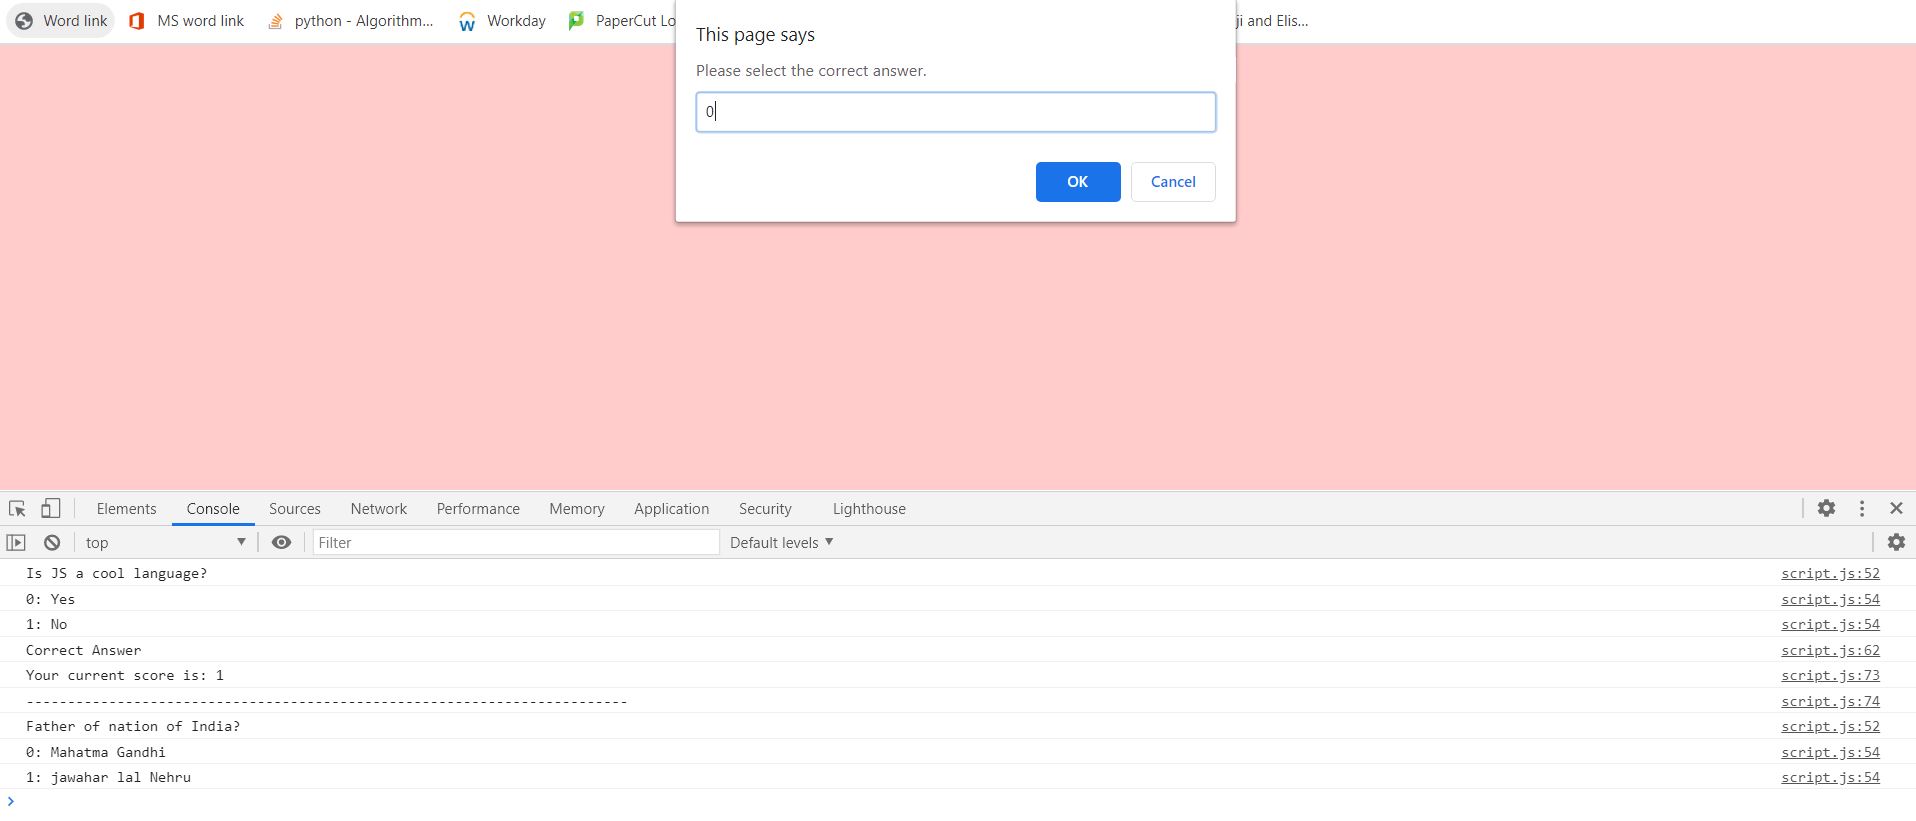 Word link MS word link python - Algorithm... Workday PaperCut Lo ji and Elis...
This page says
Please select the correct answer.
0
OK Cancel
Elements Console Sources Network Performance Memory Application Security Lighthouse
top Filter Default levels
Is JS a cool language? script.js:52
0: Yes script.js:54
1: No script.js:54
Correct Answer script.js:62
Your current score is: 1 script.js:73
------------------------------------------------------------------------- script.js:74
Father of nation of India? script.js:52
0: Mahatma Gandhi script.js:54
1: jawahar lal Nehru script.js:54